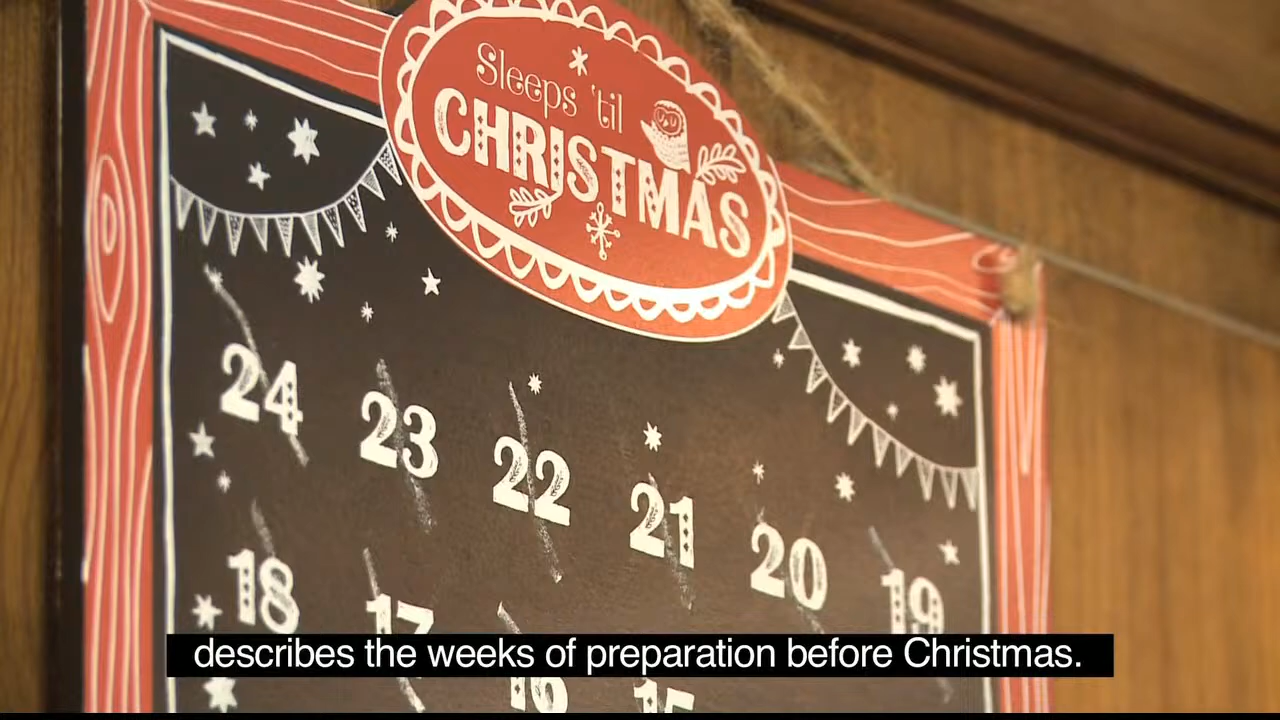 Sleeps 'til
CHRISTMAS
24 23 22 21 20 19
18 17 16 15
describes the weeks of preparation before Christmas.